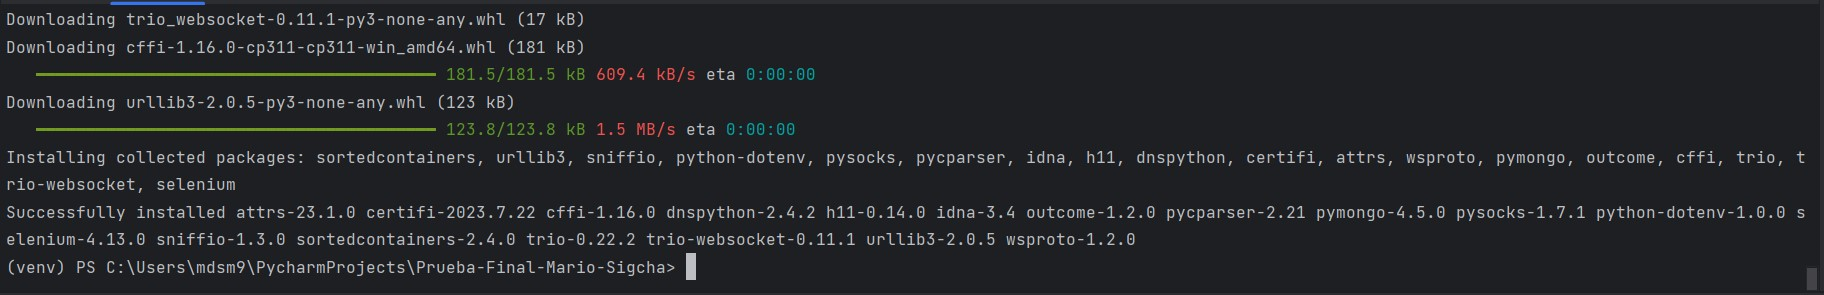 Downloading trio_websocket-0.11.1-py3-none-any.whl (17 kB)
Downloading cffi-1.16.0-cp311-cp311-win_amd64.whl (181 kB)
181.5/181.5 kB 609.4 kB/s eta 0:00:00
Downloading urllib3-2.0.5-py3-none-any.whl (123 kB)
123.8/123.8 kB 1.5 MB/s eta 0:00:00
Installing collected packages: sortedcontainers, urllib3, sniffio, python-dotenv, pysocks, pycparser, idna, h11, dnspython, certifi, attrs, wsproto, pymongo, outcome, cffi, trio, t
rio-websocket, selenium
Successfully installed attrs-23.1.0 certifi-2023.7.22 cffi-1.16.0 dnspython-2.4.2 h11-0.14.0 idna-3.4 outcome-1.2.0 pycparser-2.21 pymongo-4.5.0 pysocks-1.7.1 python-dotenv-1.0.0 s
elenium-4.13.0 sniffio-1.3.0 sortedcontainers-2.4.0 trio-0.22.2 trio-websocket-0.11.1 urllib3-2.0.5 wsproto-1.2.0
(venv) PS C:\Users\mdsm9\PycharmProjects\Prueba-Final-Mario-Sigcha>